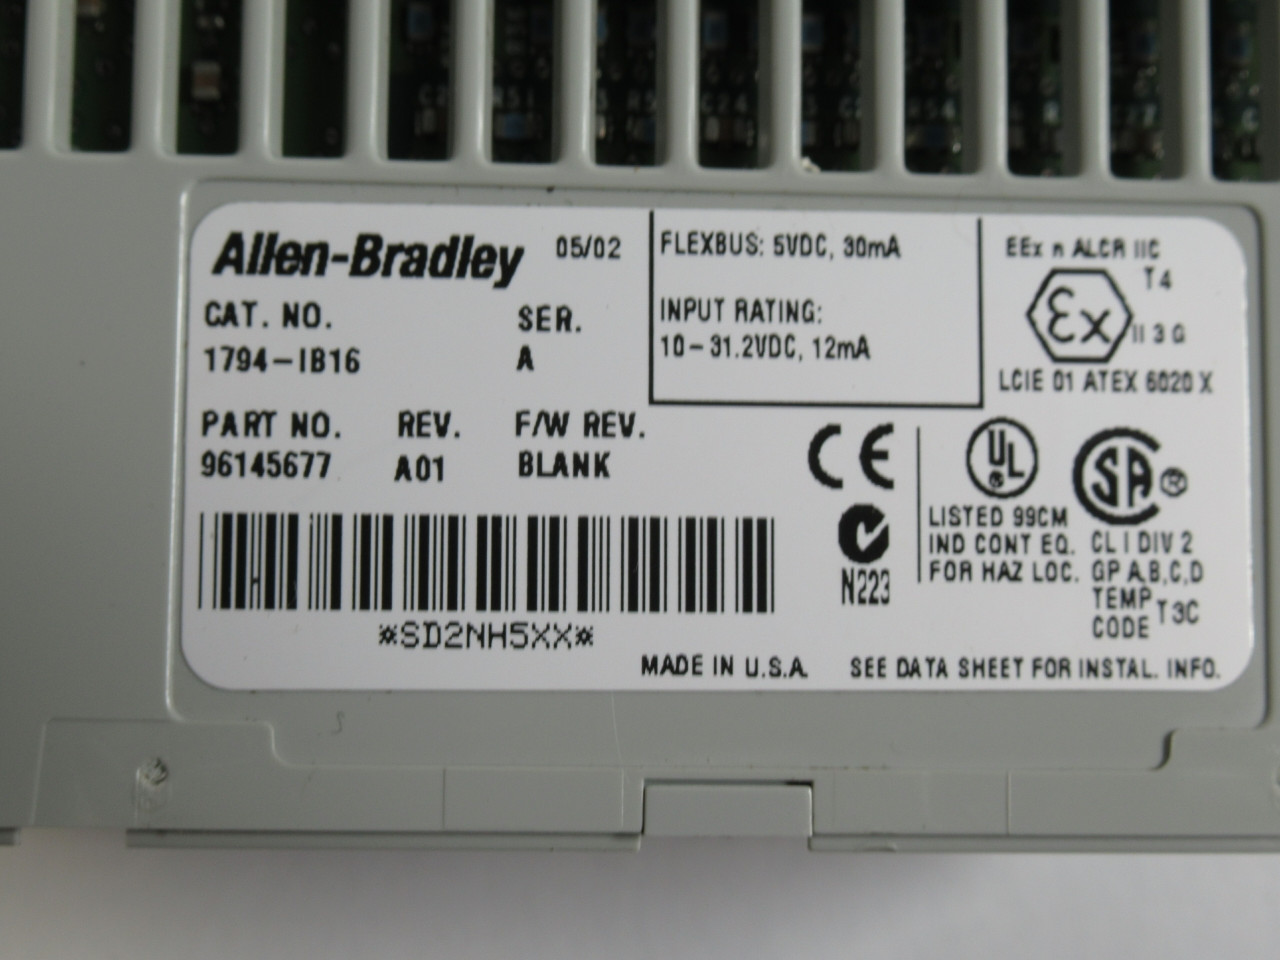 Allen-Bradley 05/02
CAT. NO. SER.
1794-IB16 A
PART NO. REV. F/W REV.
96145677 A01 BLANK
*SD2NH5XX*
FLEXBUS: 5VDC, 30mA
INPUT RATING:
10-31.2VDC, 12mA
EEx n ALCR IIC
T4
Ex
II 3 G
LCIE 01 ATEX 6020 X
CE
N223
UL
LISTED 99CM
IND CONT EQ.
FOR HAZ LOC.
SA ®
CL I DIV 2
GP A,B,C,D
TEMP
CODE T3C
MADE IN U.S.A. SEE DATA SHEET FOR INSTAL. INFO.
R51
C24
R54